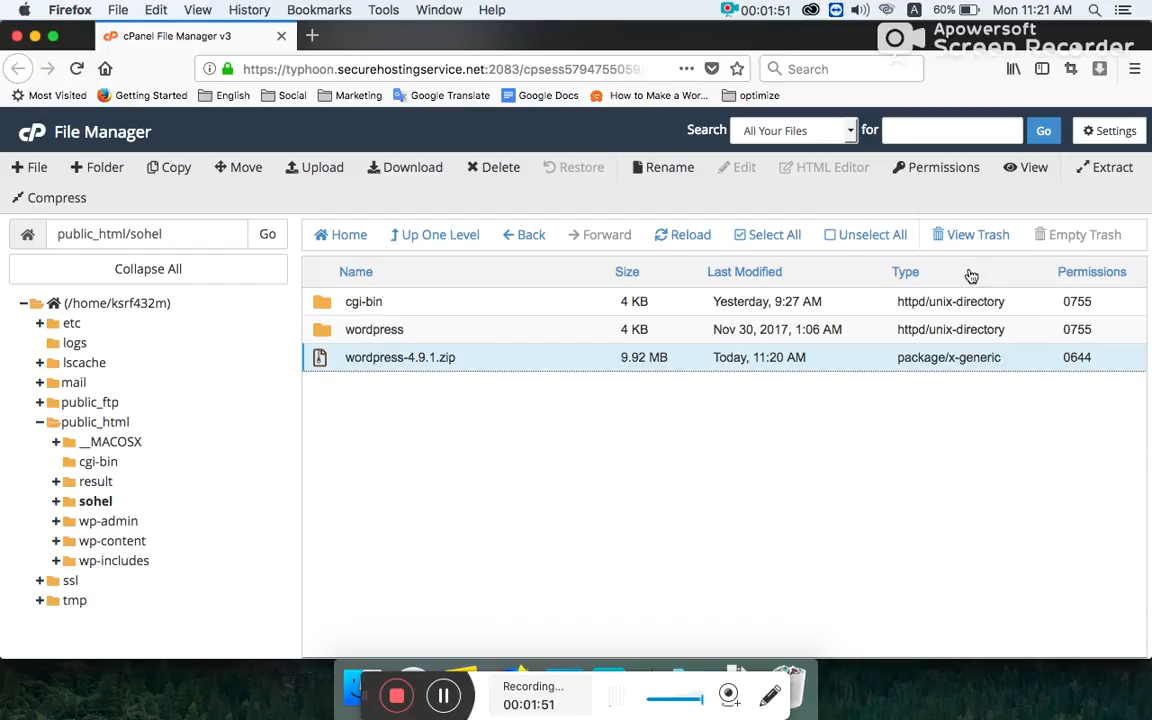 Firefox File Edit View History Bookmarks Tools Window Help 00:01:51 A 60% Mon 11:21 AM
Apowersoft
Screen Recorder
cPanel File Manager v3
https://typhoon.securehostingservice.net:2083/cpsess5794755059/ Search
Most Visited Getting Started English Social Marketing Google Translate Google Docs How to Make a Wor... optimize
cP File Manager Search All Your Files for Go Settings
File Folder Copy Move Upload Download Delete Restore Rename Edit HTML Editor Permissions View Extract
Compress
public_html/sohel Go Home Up One Level Back Forward Reload Select All Unselect All View Trash Empty Trash
Collapse All
Name Size Last Modified Type Permissions
cgi-bin 4 KB Yesterday, 9:27 AM httpd/unix-directory 0755
wordpress 4 KB Nov 30, 2017, 1:06 AM httpd/unix-directory 0755
wordpress-4.9.1.zip 9.92 MB Today, 11:20 AM package/x-generic 0644
(/home/ksrf432m)
etc
logs
lscache
mail
public_ftp
public_html
__MACOSX
cgi-bin
result
sohel
wp-admin
wp-content
wp-includes
ssl
tmp
Recording...
00:01:51